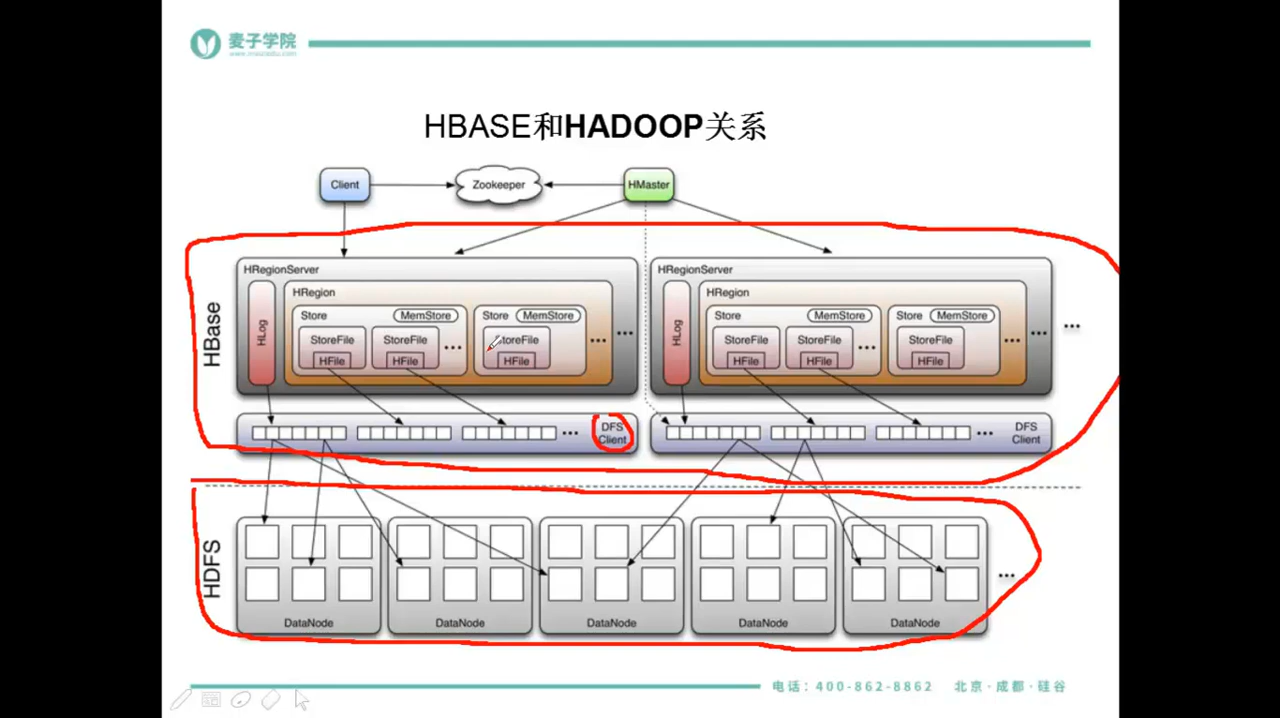 麦子学院
www.maiziedu.com
HBASE和HADOOP关系
Client
Zookeeper
HMaster
HBase
HRegionServer
HLog
HRegion
Store
MemStore
StoreFile
HFile
StoreFile
HFile
...
Store
MemStore
StoreFile
HFile
...
...
HRegionServer
HLog
HRegion
Store
MemStore
StoreFile
HFile
StoreFile
HFile
...
Store
MemStore
StoreFile
HFile
...
...
...
...
DFS
Client
...
DFS
Client
HDFS
DataNode
DataNode
DataNode
DataNode
DataNode
...
电话:400-862-8862 北京·成都·硅谷